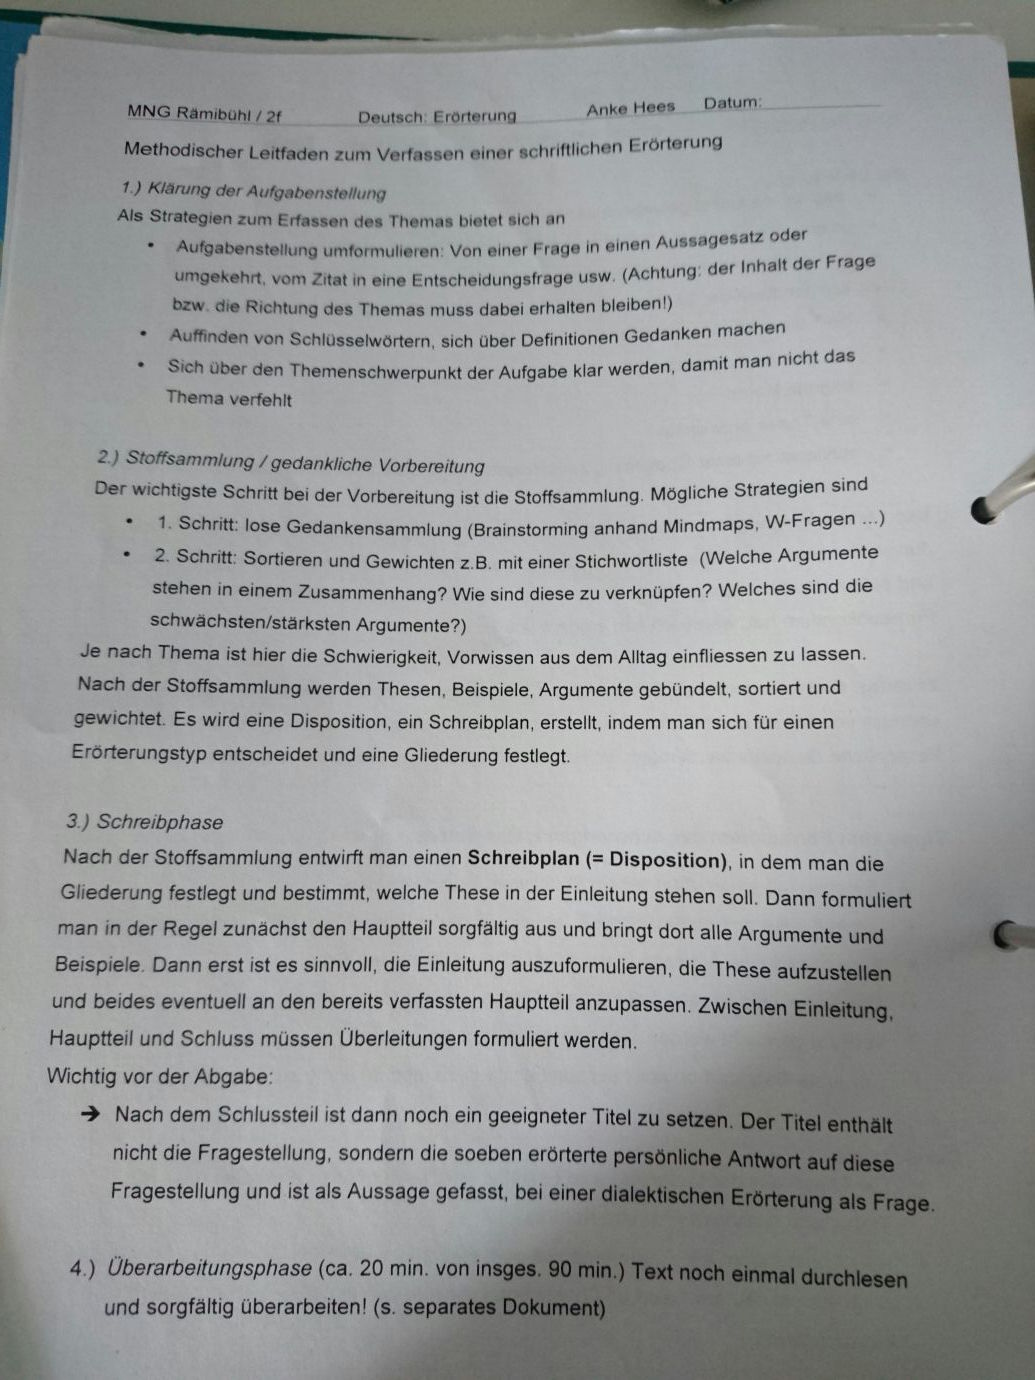 MNG Rämibühl / 2f Deutsch: Erörterung Anke Hees Datum:
Methodischer Leitfaden zum Verfassen einer schriftlichen Erörterung
1.) Klärung der Aufgabenstellung
Als Strategien zum Erfassen des Themas bietet sich an
• Aufgabenstellung umformulieren: Von einer Frage in einen Aussagesatz oder
umgekehrt, vom Zitat in eine Entscheidungsfrage usw. (Achtung: der Inhalt der Frage
bzw. die Richtung des Themas muss dabei erhalten bleiben!)
• Auffinden von Schlüsselwörtern, sich über Definitionen Gedanken machen
• Sich über den Themenschwerpunkt der Aufgabe klar werden, damit man nicht das
Thema verfehlt
2.) Stoffsammlung / gedankliche Vorbereitung
Der wichtigste Schritt bei der Vorbereitung ist die Stoffsammlung. Mögliche Strategien sind
• 1. Schritt: lose Gedankensammlung (Brainstorming anhand Mindmaps, W-Fragen ...)
• 2. Schritt: Sortieren und Gewichten z.B. mit einer Stichwortliste (Welche Argumente
stehen in einem Zusammenhang? Wie sind diese zu verknüpfen? Welches sind die
schwächsten/stärksten Argumente?)
Je nach Thema ist hier die Schwierigkeit, Vorwissen aus dem Alltag einfliessen zu lassen.
Nach der Stoffsammlung werden Thesen, Beispiele, Argumente gebündelt, sortiert und
gewichtet. Es wird eine Disposition, ein Schreibplan, erstellt, indem man sich für einen
Erörterungstyp entscheidet und eine Gliederung festlegt.
3.) Schreibphase
Nach der Stoffsammlung entwirft man einen Schreibplan (= Disposition), in dem man die
Gliederung festlegt und bestimmt, welche These in der Einleitung stehen soll. Dann formuliert
man in der Regel zunächst den Hauptteil sorgfältig aus und bringt dort alle Argumente und
Beispiele. Dann erst ist es sinnvoll, die Einleitung auszuformulieren, die These aufzustellen
und beides eventuell an den bereits verfassten Hauptteil anzupassen. Zwischen Einleitung,
Hauptteil und Schluss müssen Überleitungen formuliert werden.
Wichtig vor der Abgabe:
➔ Nach dem Schlussteil ist dann noch ein geeigneter Titel zu setzen. Der Titel enthält
nicht die Fragestellung, sondern die soeben erörterte persönliche Antwort auf diese
Fragestellung und ist als Aussage gefasst, bei einer dialektischen Erörterung als Frage.
4.) Überarbeitungsphase (ca. 20 min. von insges. 90 min.) Text noch einmal durchlesen
und sorgfältig überarbeiten! (s. separates Dokument)